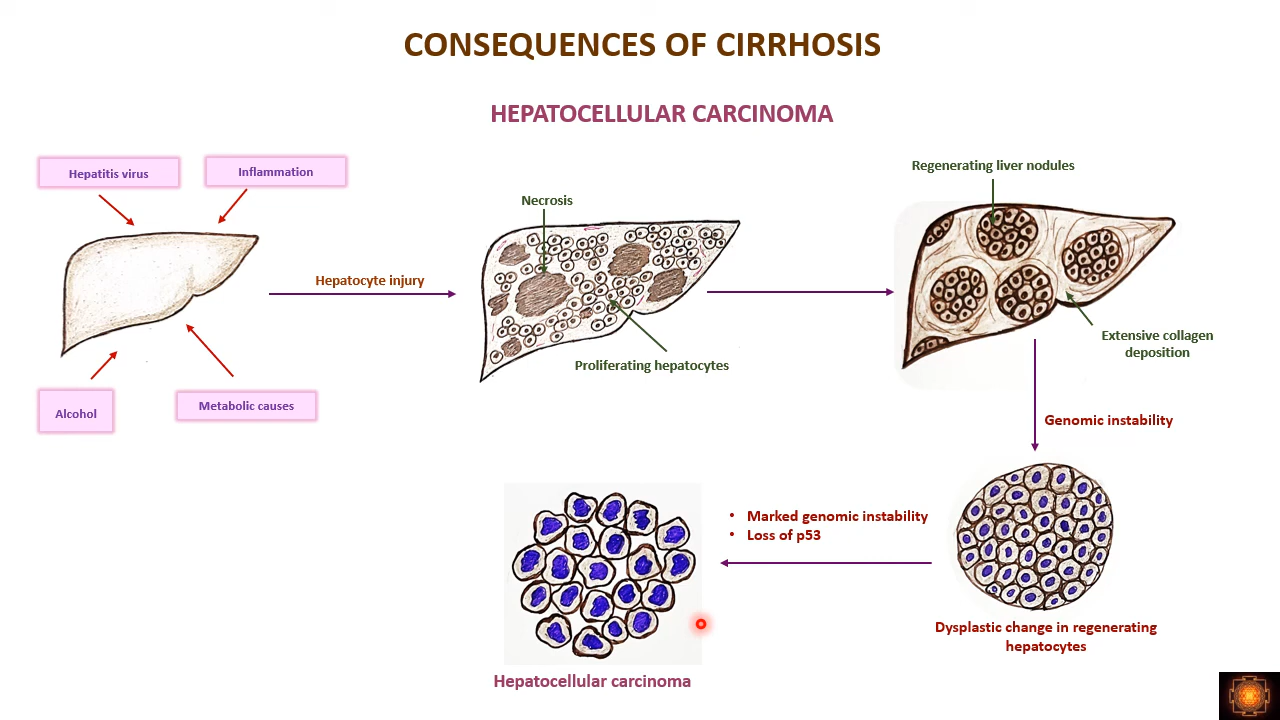 CONSEQUENCES OF CIRRHOSIS
HEPATOCELLULAR CARCINOMA
Hepatitis virus
Inflammation
Alcohol
Metabolic causes
Hepatocyte injury
Necrosis
Proliferating hepatocytes
Regenerating liver nodules
Extensive collagen
deposition
Genomic instability
Dysplastic change in regenerating
hepatocytes
• Marked genomic instability
• Loss of p53
Hepatocellular carcinoma